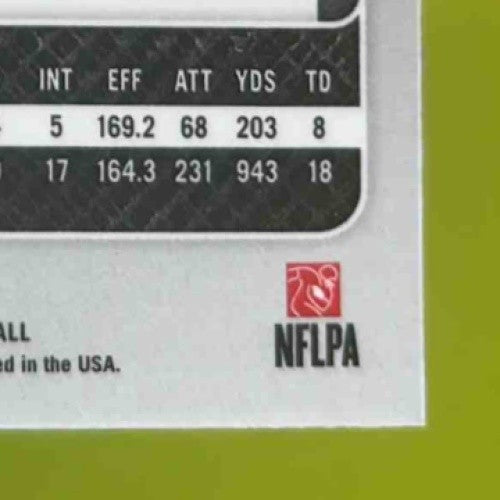 INT EFF ATT YDS TD
5 169.2 68 203 8
17 164.3 231 943 18
NFLPA
in the USA.